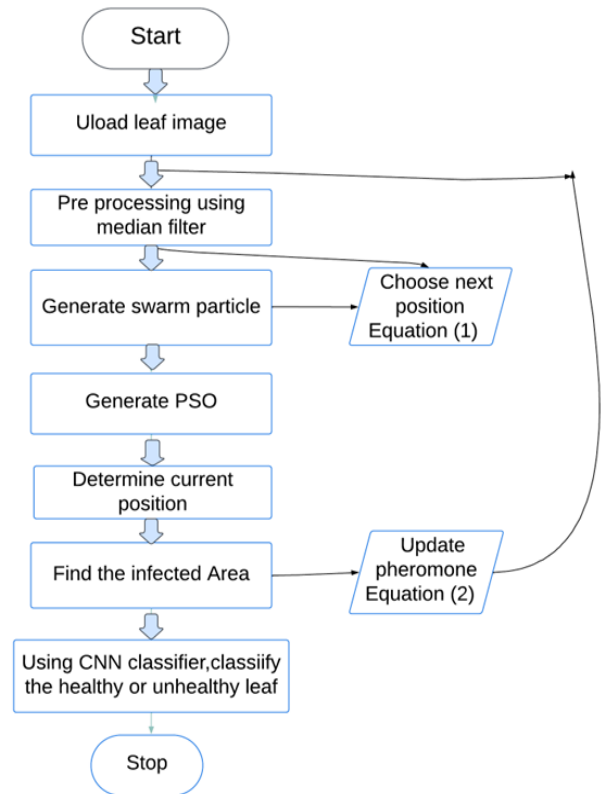 Start
Uload leaf image
Pre processing using
median filter
Generate swarm particle
Choose next
position
Equation (1)
Generate PSO
Determine current
position
Find the infected Area
Update
pheromone
Equation (2)
Using CNN classifier,classiify
the healthy or unhealthy leaf
Stop